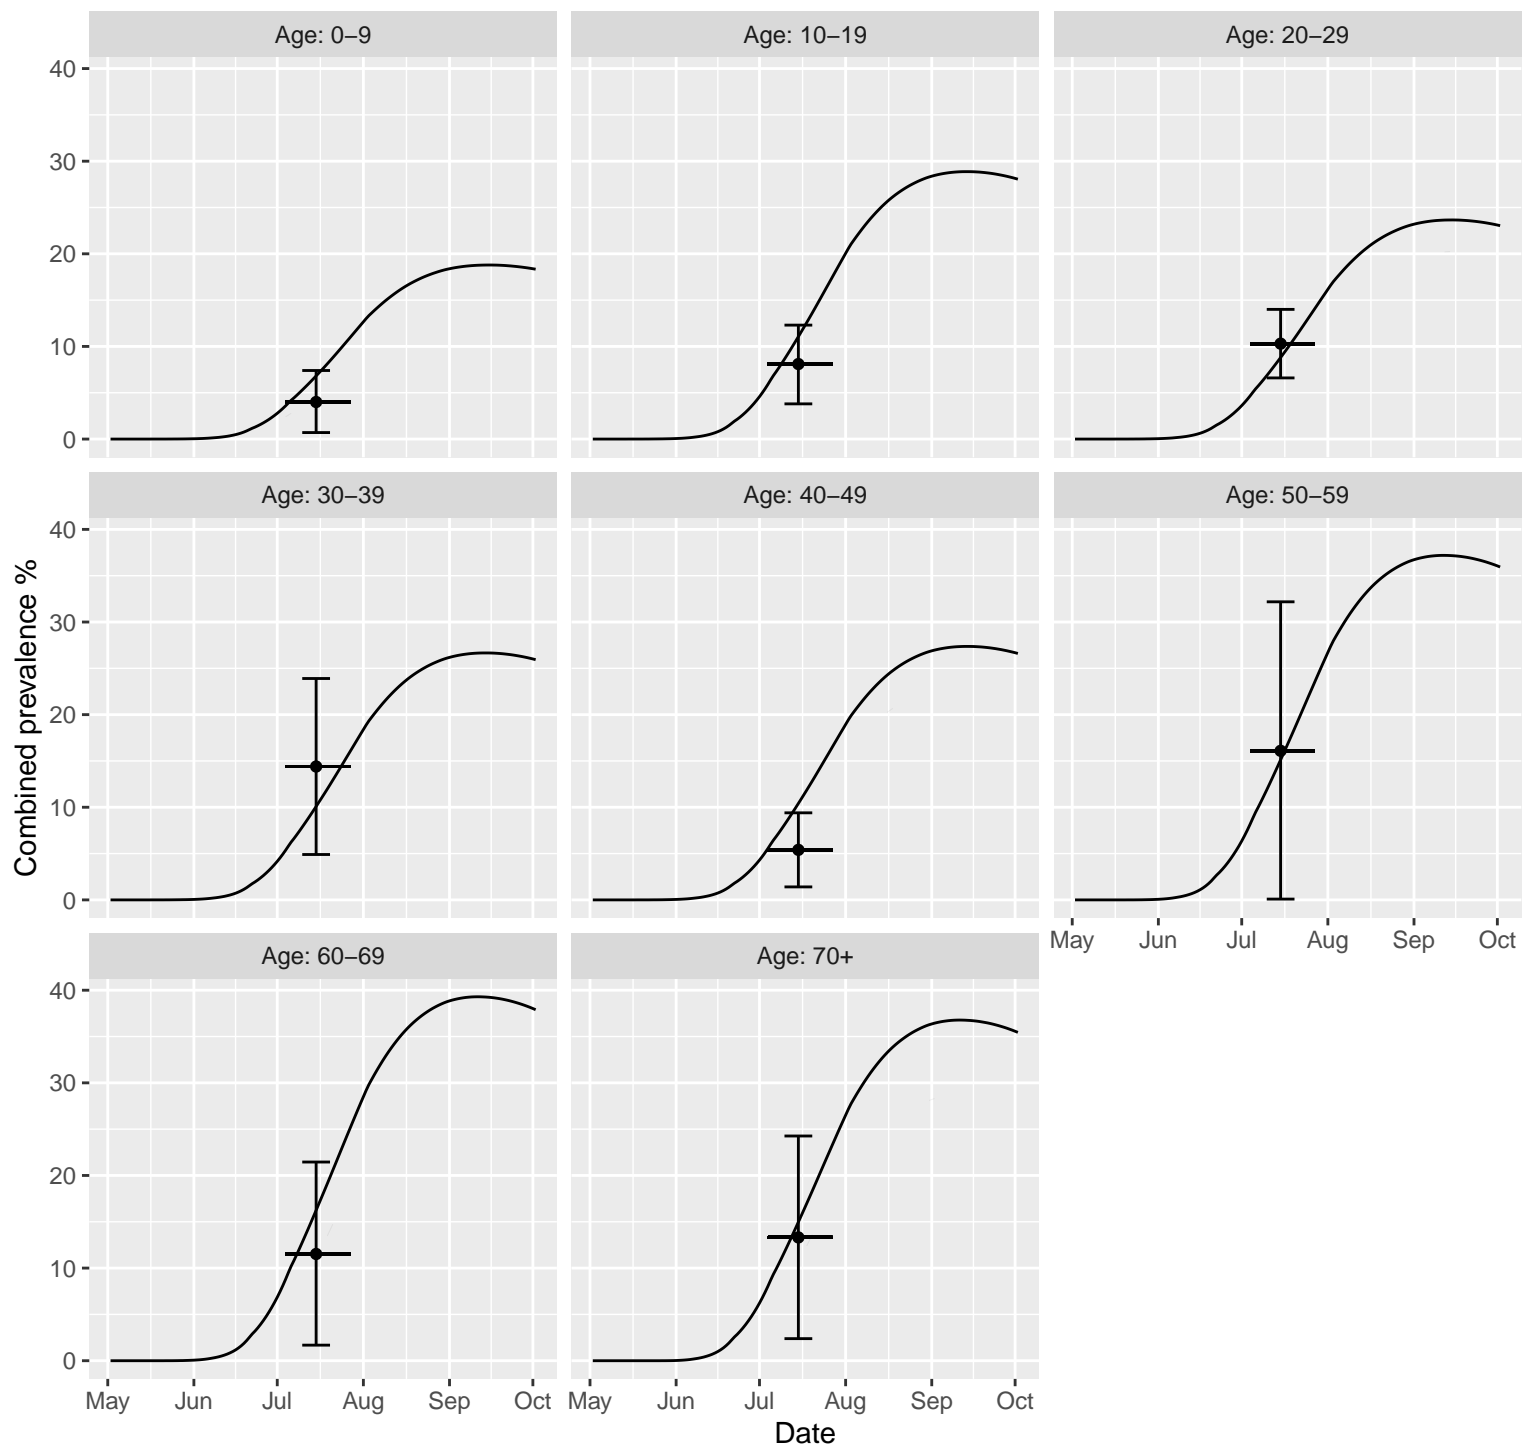 Age: 0–9
Age: 10–19
Age: 20–29
40
30
20
10
0
Age: 30–39
Age: 40–49
Age: 50–59
40
30
20
10
0
May Jun Jul Aug Sep Oct
Age: 60–69
Age: 70+
40
30
20
10
0
May Jun Jul Aug Sep Oct
May Jun Jul Aug Sep Oct
Date
Combined prevalence %